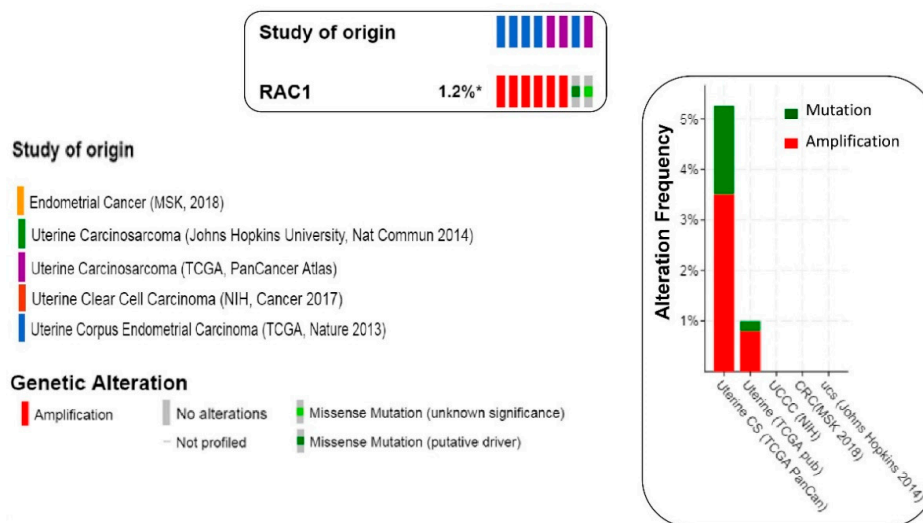 Study of origin
RAC1 1.2%*
Study of origin
Endometrial Cancer (MSK, 2018)
Uterine Carcinosarcoma (Johns Hopkins University, Nat Commun 2014)
Uterine Carcinosarcoma (TCGA, PanCancer Atlas)
Uterine Clear Cell Carcinoma (NIH, Cancer 2017)
Uterine Corpus Endometrial Carcinoma (TCGA, Nature 2013)
Genetic Alteration
Amplification
No alterations
Not profiled
Missense Mutation (unknown significance)
Missense Mutation (putative driver)
Mutation
Amplification
Alteration Frequency
5%
4%
3%
2%
1%
Uterine CS (TCGA PanCan)
Uterine (TCGA pub)
UCCC (NIH)
CRC(MSK 2018)
ucs (Johns Hopkins 2014)